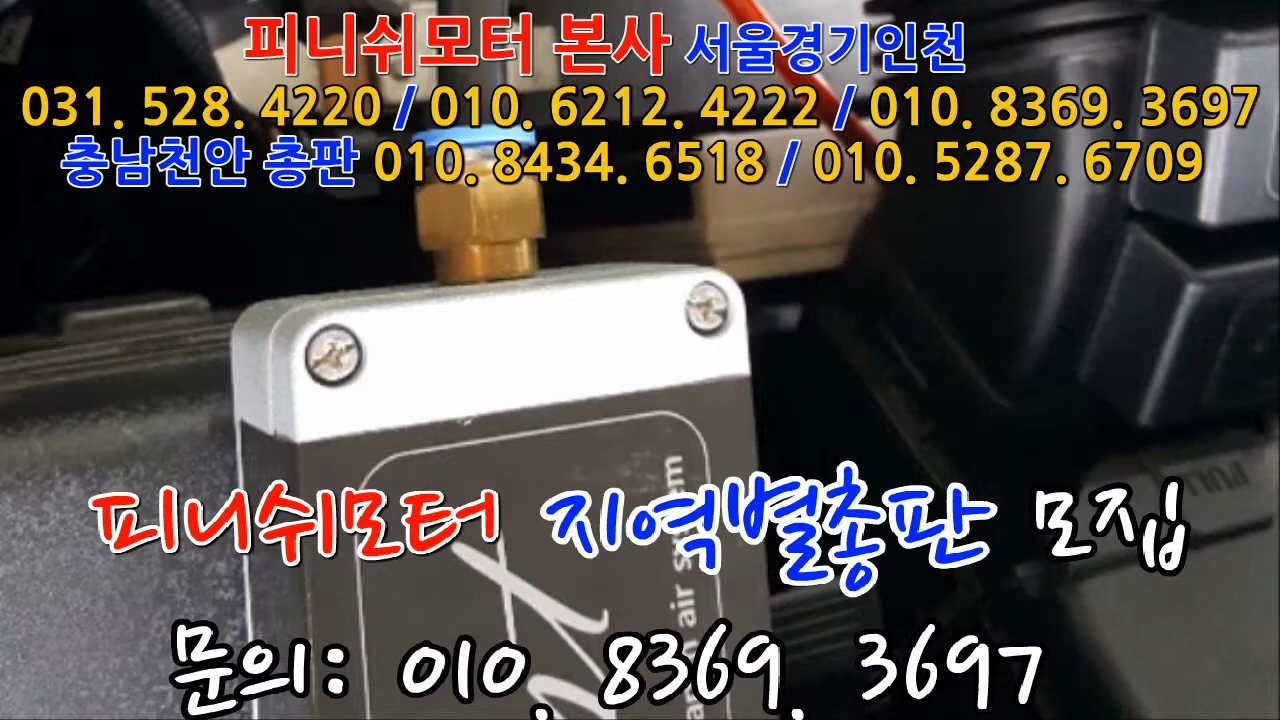 피니쉬모터 본사 서울경기인천
031. 528. 4220 / 010. 6212. 4222 / 010. 8369. 3697
충남천안 총판 010. 8434. 6518 / 010. 5287. 6709
피니쉬모터 지역별총판 모집
문의: 010. 8369. 3697
air